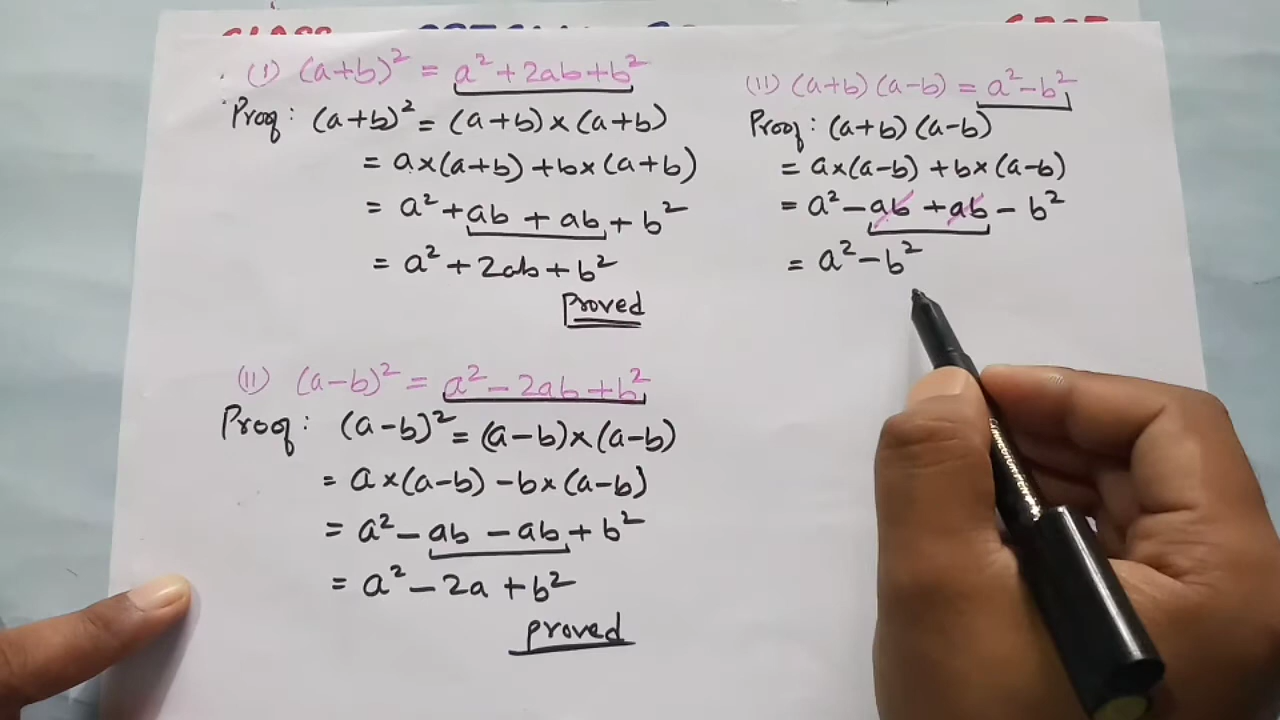 (I) (a+b)² = a² + 2ab + b²
Proof: (a+b)² = (a+b)×(a+b)
= a×(a+b) + b×(a+b)
= a² + ab + ab + b²
= a² + 2ab + b²
Proved
(II) (a-b)² = a² - 2ab + b²
Proof: (a-b)² = (a-b)×(a-b)
= a×(a-b) - b×(a-b)
= a² - ab - ab + b²
= a² - 2a + b²
proved
(II) (a+b)(a-b) = a² - b²
Proof: (a+b)(a-b)
= a×(a-b) + b×(a-b)
= a² - ab + ab - b²
= a² - b²